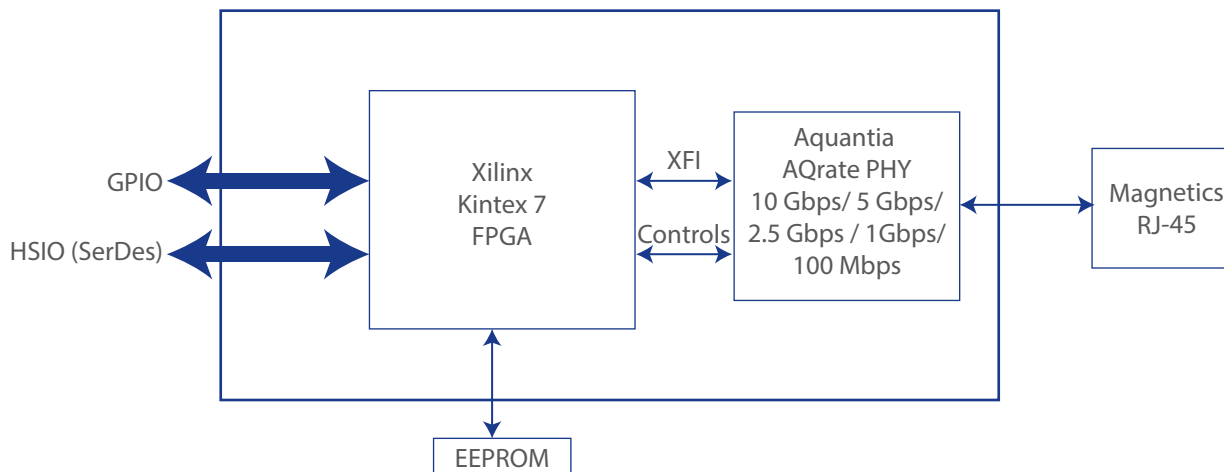 GPIO
HSIO (SerDes)
Xilinx
Kintex 7
FPGA
XFI
Controls
Aquantia
AQrate PHY
10 Gbps/ 5 Gbps/
2.5 Gbps / 1Gbps/
100 Mbps
Magnetics
RJ-45
EEPROM